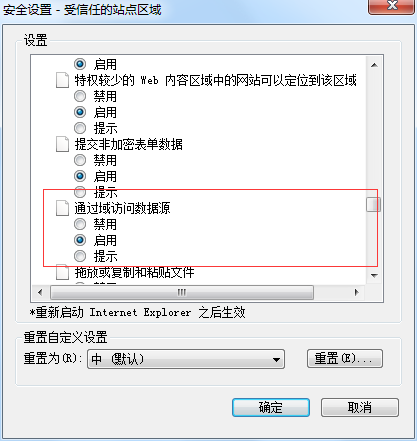 安全设置 - 受信任的站点区域
设置
启用
特权较少的 Web 内容区域中的网站可以定位到该区域
禁用
启用
提示
提交非加密表单数据
禁用
启用
提示
通过域访问数据源
禁用
启用
提示
拖放或复制和粘贴文件
*重新启动 Internet Explorer 之后生效
重置自定义设置
重置为(R): 中 (默认) 重置(E)...
确定 取消